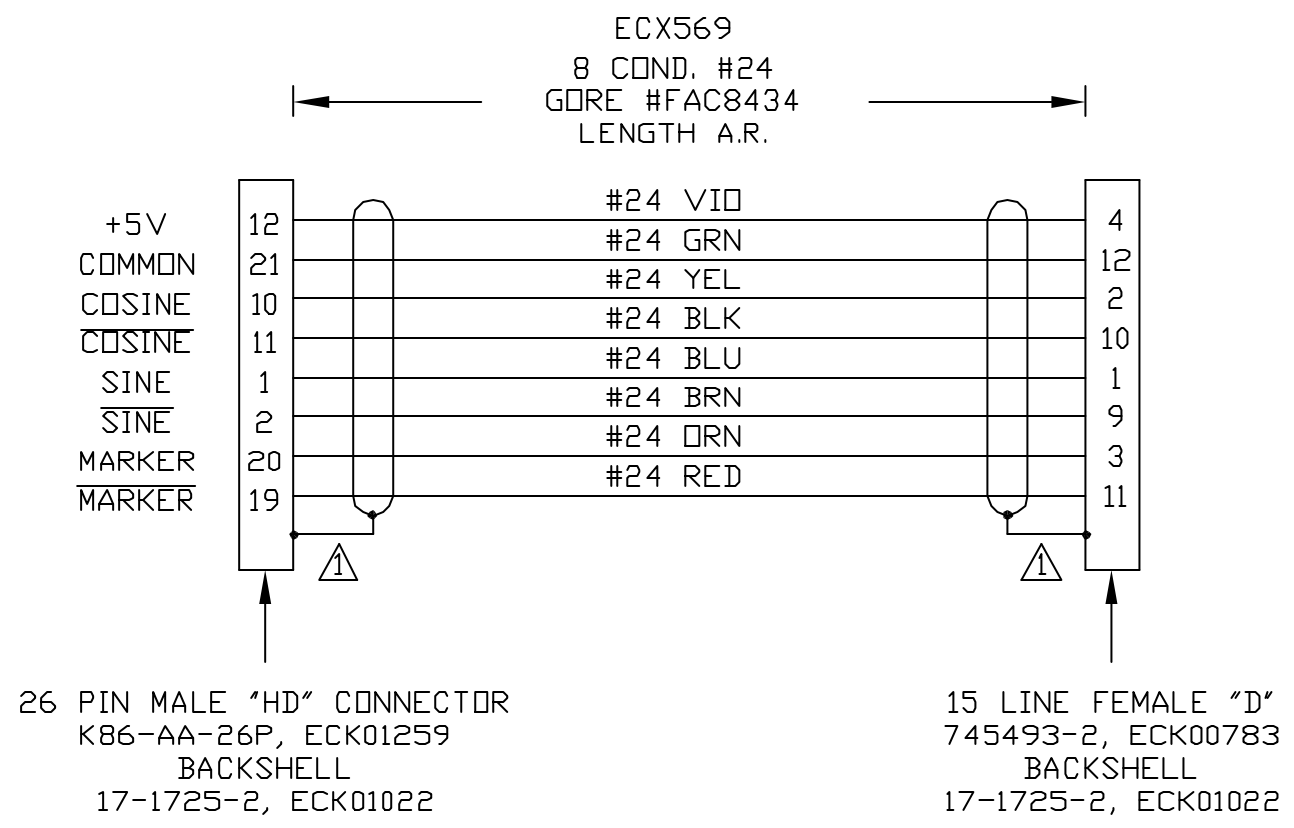 ECX569
8 COND. #24
GORE #FAC8434
LENGTH A.R.
#24 VIO
+5V 12 4
#24 GRN
COMMON 21 12
#24 YEL
COSINE 10 2
#24 BLK
COSINE 11 10
#24 BLU
SINE 1 1
#24 BRN
SINE 2 9
#24 ORN
MARKER 20 3
#24 RED
MARKER 19 11
1 1
26 PIN MALE "HD" CONNECTOR
K86-AA-26P, ECK01259
BACKSHELL
17-1725-2, ECK01022
15 LINE FEMALE "D"
745493-2, ECK00783
BACKSHELL
17-1725-2, ECK01022